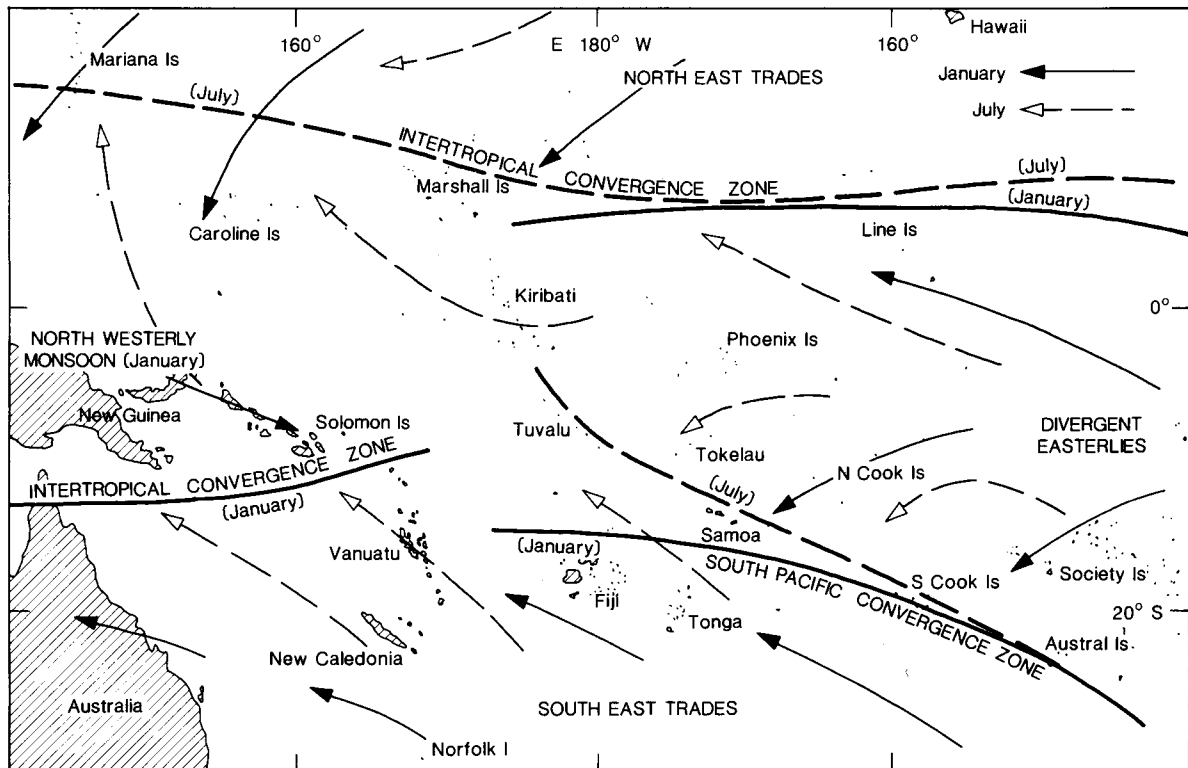 160°
E 180° W
160°
Hawaii
Mariana Is
January
July
NORTH EAST TRADES
(July)
INTERTROPICAL
CONVERGENCE ZONE
(July)
(January)
Marshall Is
Caroline Is
Line Is
Kiribati
0°
NORTH WESTERLY
MONSOON (January)
Phoenix Is
New Guinea
Solomon Is
Tuvalu
Tokelau
DIVERGENT
EASTERLIES
N Cook Is
INTERTROPICAL CONVERGENCE ZONE
(January)
(July)
Samoa
Vanuatu
(January)
SOUTH PACIFIC CONVERGENCE ZONE
Fiji
S Cook Is
Society Is
Tonga
20° S
Austral Is
New Caledonia
Australia
SOUTH EAST TRADES
Norfolk I